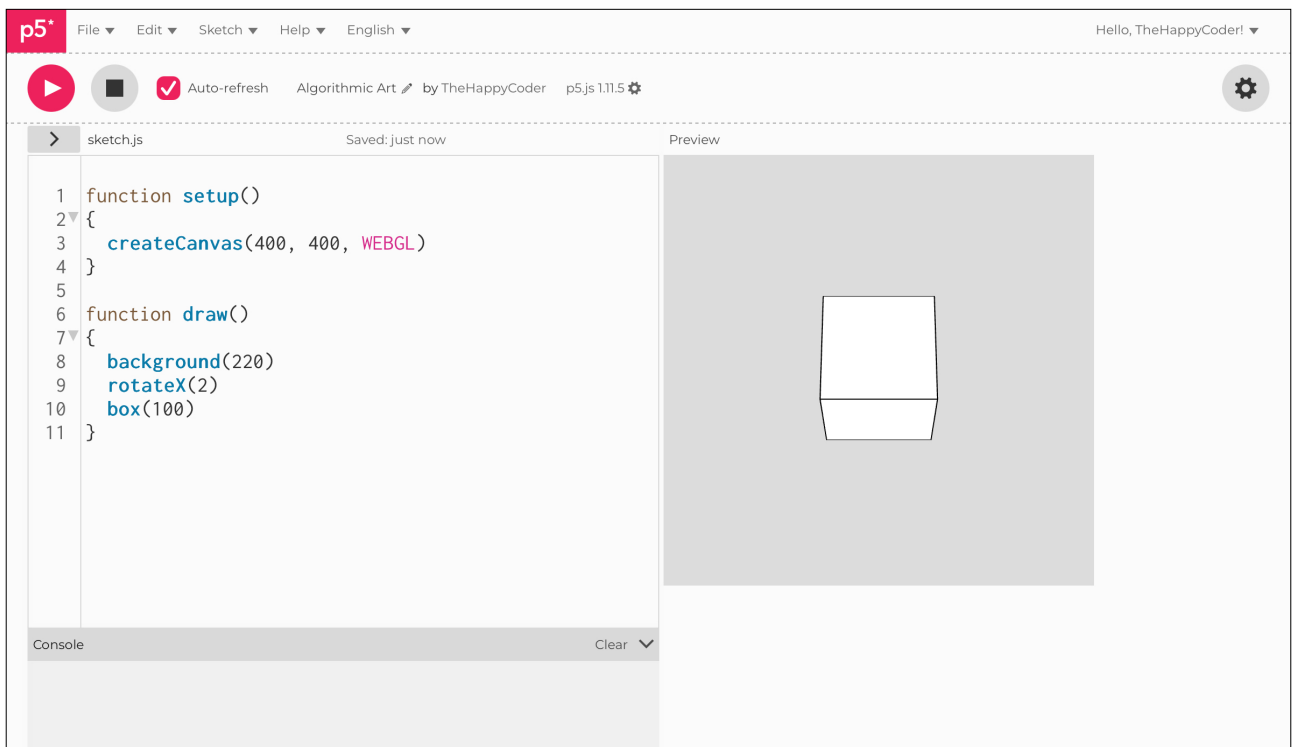 p5* File Edit Sketch Help English Hello, TheHappyCoder!
Auto-refresh Algorithmic Art by TheHappyCoder p5.js 1.11.5
sketch.js Saved: just now Preview
1 function setup()
2 {
3 createCanvas(400, 400, WEBGL)
4 }
5
6 function draw()
7 {
8 background(220)
9 rotateX(2)
10 box(100)
11 }
Console Clear